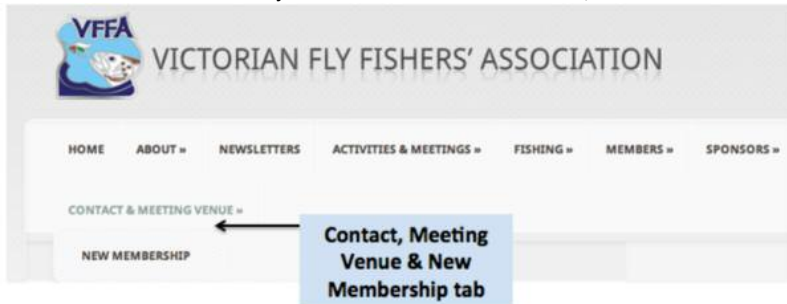 VFFA
VICTORIAN FLY FISHERS' ASSOCIATION
HOME ABOUT » NEWSLETTERS ACTIVITIES & MEETINGS » FISHING » MEMBERS » SPONSORS »
CONTACT & MEETING VENUE »
NEW MEMBERSHIP
Contact, Meeting
Venue & New
Membership tab